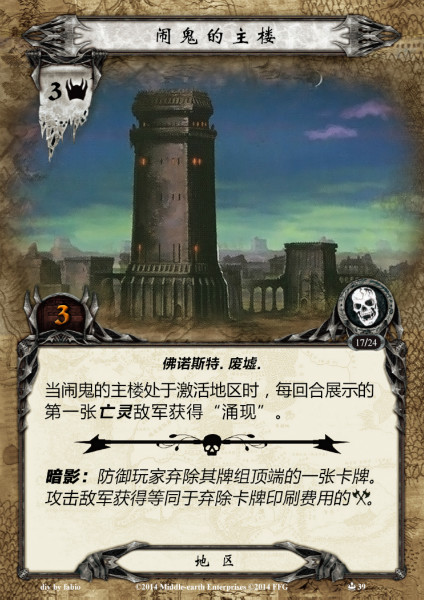 闹鬼的主楼
3
3
17/24
佛诺斯特. 废墟.
当闹鬼的主楼处于激活地区时，每回合展示的
第一张亡灵敌军获得“涌现”。
暗影：防御玩家弃除其牌组顶端的一张卡牌。
攻击敌军获得等同于弃除卡牌印刷费用的。
地区
diy by fabio ©2014 Middle-earth Enterprises ©2014 FFG 39